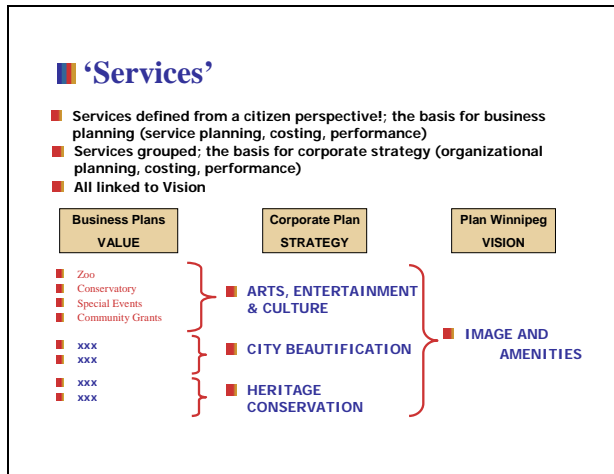 ‘Services’
Services defined from a citizen perspective!; the basis for business
planning (service planning, costing, performance)
Services grouped; the basis for corporate strategy (organizational
planning, costing, performance)
All linked to Vision
Business Plans
VALUE
Corporate Plan
STRATEGY
Plan Winnipeg
VISION
Zoo
Conservatory
Special Events
Community Grants
xxx
xxx
xxx
xxx
ARTS, ENTERTAINMENT
& CULTURE
CITY BEAUTIFICATION
HERITAGE
CONSERVATION
IMAGE AND
AMENITIES